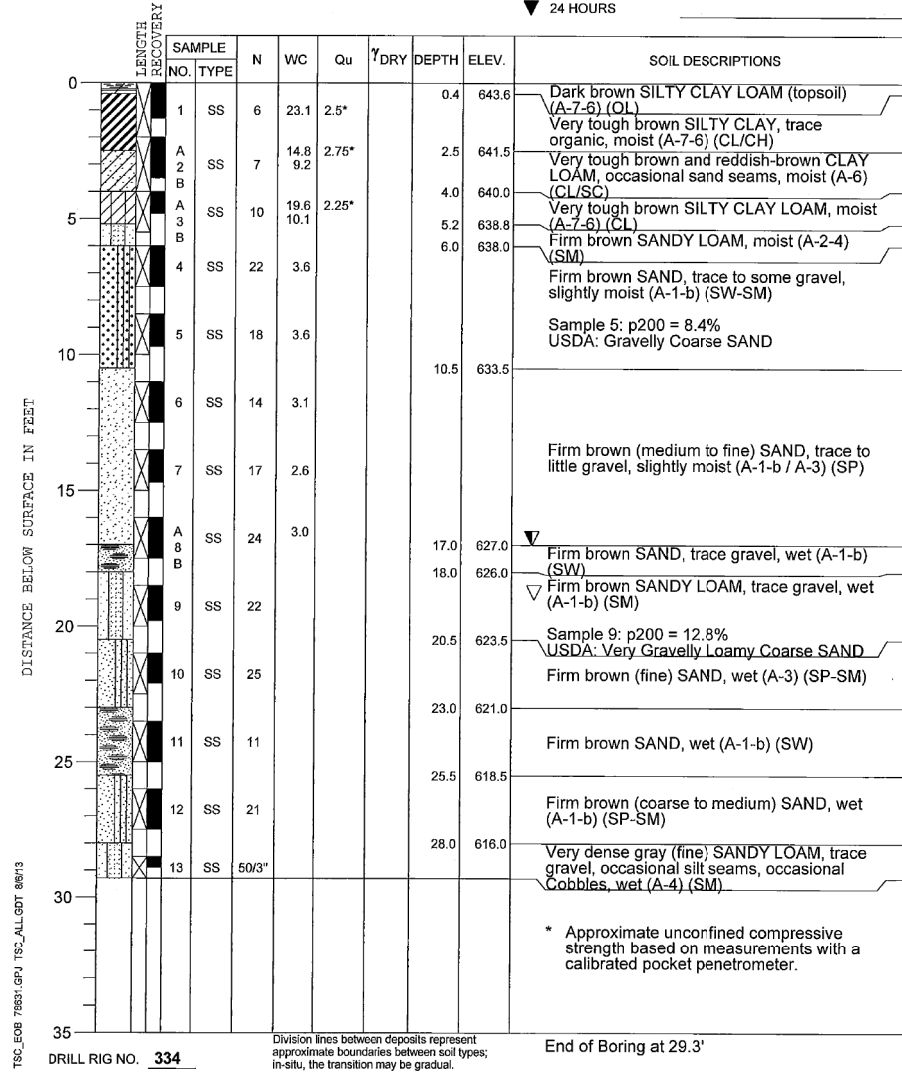 ▼ 24 HOURS
LENGTH
RECOVERY
SAMPLE
NO. TYPE N WC Qu γDRY DEPTH ELEV. SOIL DESCRIPTIONS
0
0.4 643.6 Dark brown SILTY CLAY LOAM (topsoil)
(A-7-6) (OL)
1 SS 6 23.1 2.5*
Very tough brown SILTY CLAY, trace
organic, moist (A-7-6) (CL/CH)
2.5 641.5
A
2
B
SS 7 14.8 2.75*
9.2
Very tough brown and reddish-brown CLAY
LOAM, occasional sand seams, moist (A-6)
4.0 640.0 (CL/SC)
A
3
B
SS 10 19.6 2.25*
10.1
Very tough brown SILTY CLAY LOAM, moist
5 5.2 638.8 (A-7-6) (CL)
6.0 638.0 Firm brown SANDY LOAM, moist (A-2-4)
(SM)
4 SS 22 3.6
Firm brown SAND, trace to some gravel,
slightly moist (A-1-b) (SW-SM)
5 SS 18 3.6
Sample 5: p200 = 8.4%
USDA: Gravelly Coarse SAND
10 10.5 633.5
6 SS 14 3.1
Firm brown (medium to fine) SAND, trace to
little gravel, slightly moist (A-1-b / A-3) (SP)
7 SS 17 2.6
15
A
8
B
SS 24 3.0
17.0 627.0
Firm brown SAND, trace gravel, wet (A-1-b)
18.0 626.0 (SW)
Firm brown SANDY LOAM, trace gravel, wet
(A-1-b) (SM)
9 SS 22
20 20.5 623.5
Sample 9: p200 = 12.8%
USDA: Very Gravelly Loamy Coarse SAND
10 SS 25 Firm brown (fine) SAND, wet (A-3) (SP-SM)
23.0 621.0
11 SS 11 Firm brown SAND, wet (A-1-b) (SW)
25 25.5 618.5
12 SS 21 Firm brown (coarse to medium) SAND, wet
(A-1-b) (SP-SM)
28.0 616.0
13 SS 50/3"
Very dense gray (fine) SANDY LOAM, trace
gravel, occasional silt seams, occasional
Cobbles, wet (A-4) (SM)
30
* Approximate unconfined compressive
strength based on measurements with a
calibrated pocket penetrometer.
35
DISTANCE BELOW SURFACE IN FEET
TSC_EOB 78631.GPJ TSC_ALL.GDT 8/6/13
DRILL RIG NO. 334
Division lines between deposits represent
approximate boundaries between soil types;
in-situ, the transition may be gradual.
End of Boring at 29.3'